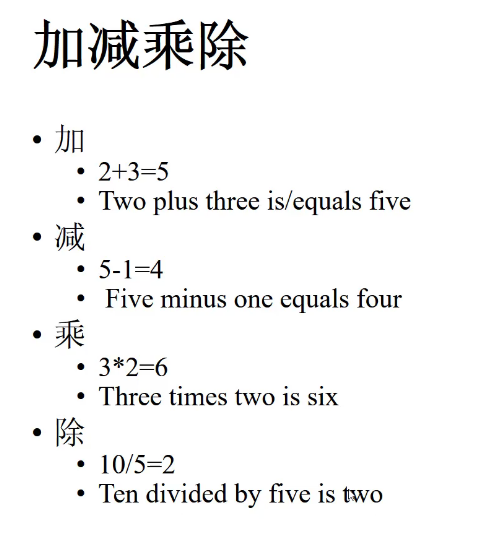 加减乘除
• 加
• 2+3=5
• Two plus three is/equals five
• 减
• 5-1=4
• Five minus one equals four
• 乘
• 3*2=6
• Three times two is six
• 除
• 10/5=2
• Ten divided by five is two